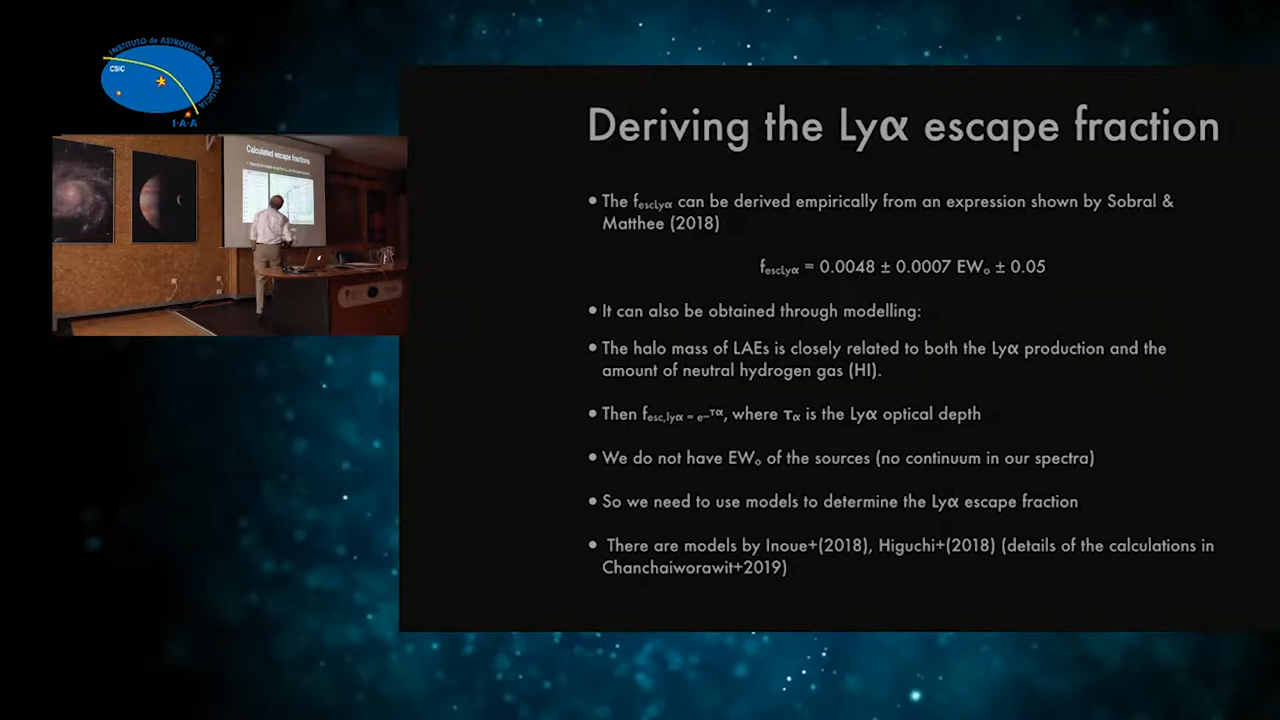 INSTITUTO de ASTROFÍSICA de ANDALUCÍA
CSIC
I·A·A
Calculated escape fractions
Deriving the Lyα escape fraction
• The fescLyα can be derived empirically from an expression shown by Sobral &
Matthee (2018)
fescLyα = 0.0048 ± 0.0007 EWₒ ± 0.05
• It can also be obtained through modelling:
• The halo mass of LAEs is closely related to both the Lyα production and the
amount of neutral hydrogen gas (HI).
• Then fesc,lyα = e–τα, where τα is the Lyα optical depth
• We do not have EWₒ of the sources (no continuum in our spectra)
• So we need to use models to determine the Lyα escape fraction
• There are models by Inoue+(2018), Higuchi+(2018) (details of the calculations in
Chanchaiworawit+2019)